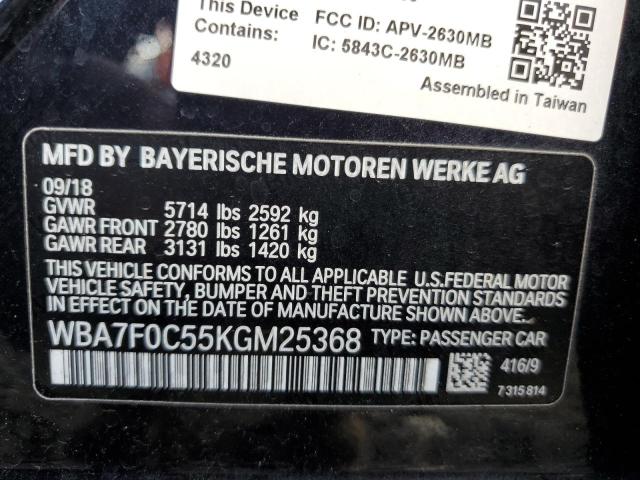 This Device
Contains:
4320
FCC ID: APV-2630MB
IC: 5843C-2630MB
Assembled in Taiwan
MFD BY BAYERISCHE MOTOREN WERKE AG
09/18
GVWR 5714 lbs 2592 kg
GAWR FRONT 2780 lbs 1261 kg
GAWR REAR 3131 lbs 1420 kg
THIS VEHICLE CONFORMS TO ALL APPLICABLE U.S.FEDERAL MOTOR
VEHICLE SAFETY, BUMPER AND THEFT PREVENTION STANDARDS
IN EFFECT ON THE DATE OF MANUFACTURE SHOWN ABOVE.
WBA7F0C55KGM25368 TYPE: PASSENGER CAR
416/9
7315814